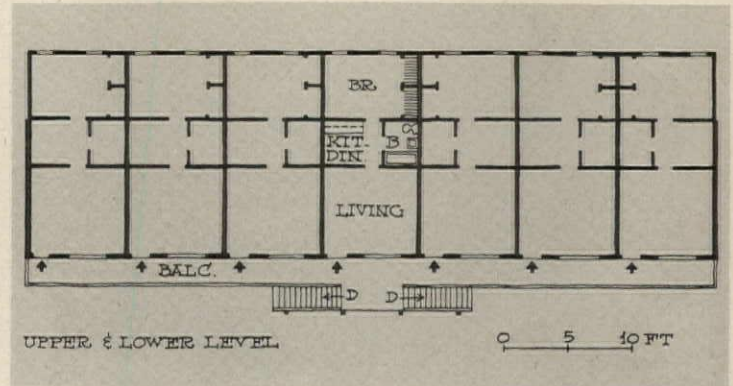 BR
KIT-
DIN.
B
LIVING
BALC.
D D
UPPER & LOWER LEVEL
0 5 10 FT